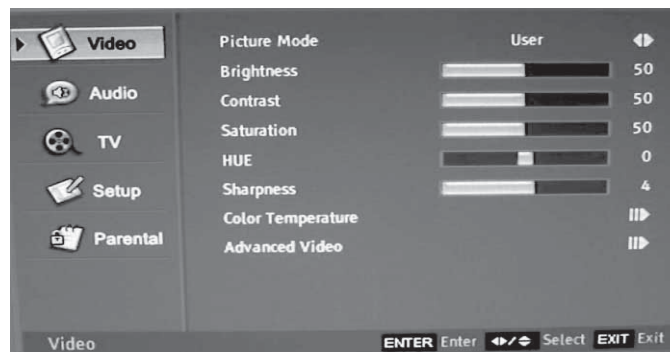 Video
Audio
TV
Setup
Parental
Picture Mode User
Brightness 50
Contrast 50
Saturation 50
HUE 0
Sharpness 4
Color Temperature
Advanced Video
Video
ENTER Enter Select EXIT Exit